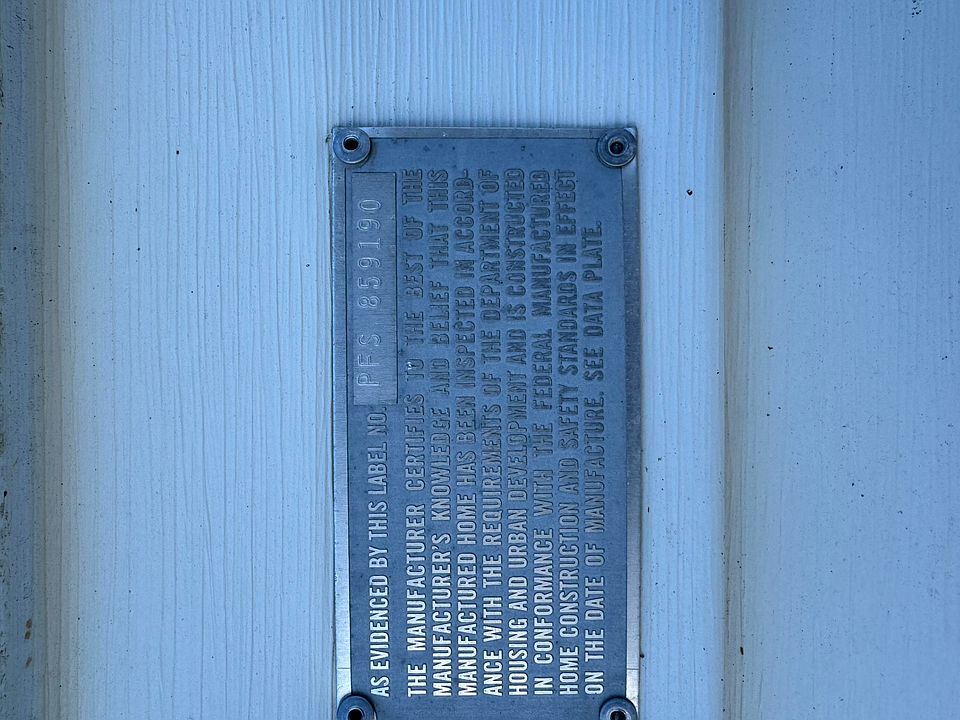 AS EVIDENCED BY THIS LABEL NO. PFS 859190
THE MANUFACTURER CERTIFIES TO THE BEST OF THE
MANUFACTURER'S KNOWLEDGE AND BELIEF THAT THIS
MANUFACTURED HOME HAS BEEN INSPECTED IN ACCORD-
ANCE WITH THE REQUIREMENTS OF THE DEPARTMENT OF
HOUSING AND URBAN DEVELOPMENT AND IS CONSTRUCTED
IN CONFORMANCE WITH THE FEDERAL MANUFACTURED
HOME CONSTRUCTION AND SAFETY STANDARDS IN EFFECT
ON THE DATE OF MANUFACTURE. SEE DATA PLATE.